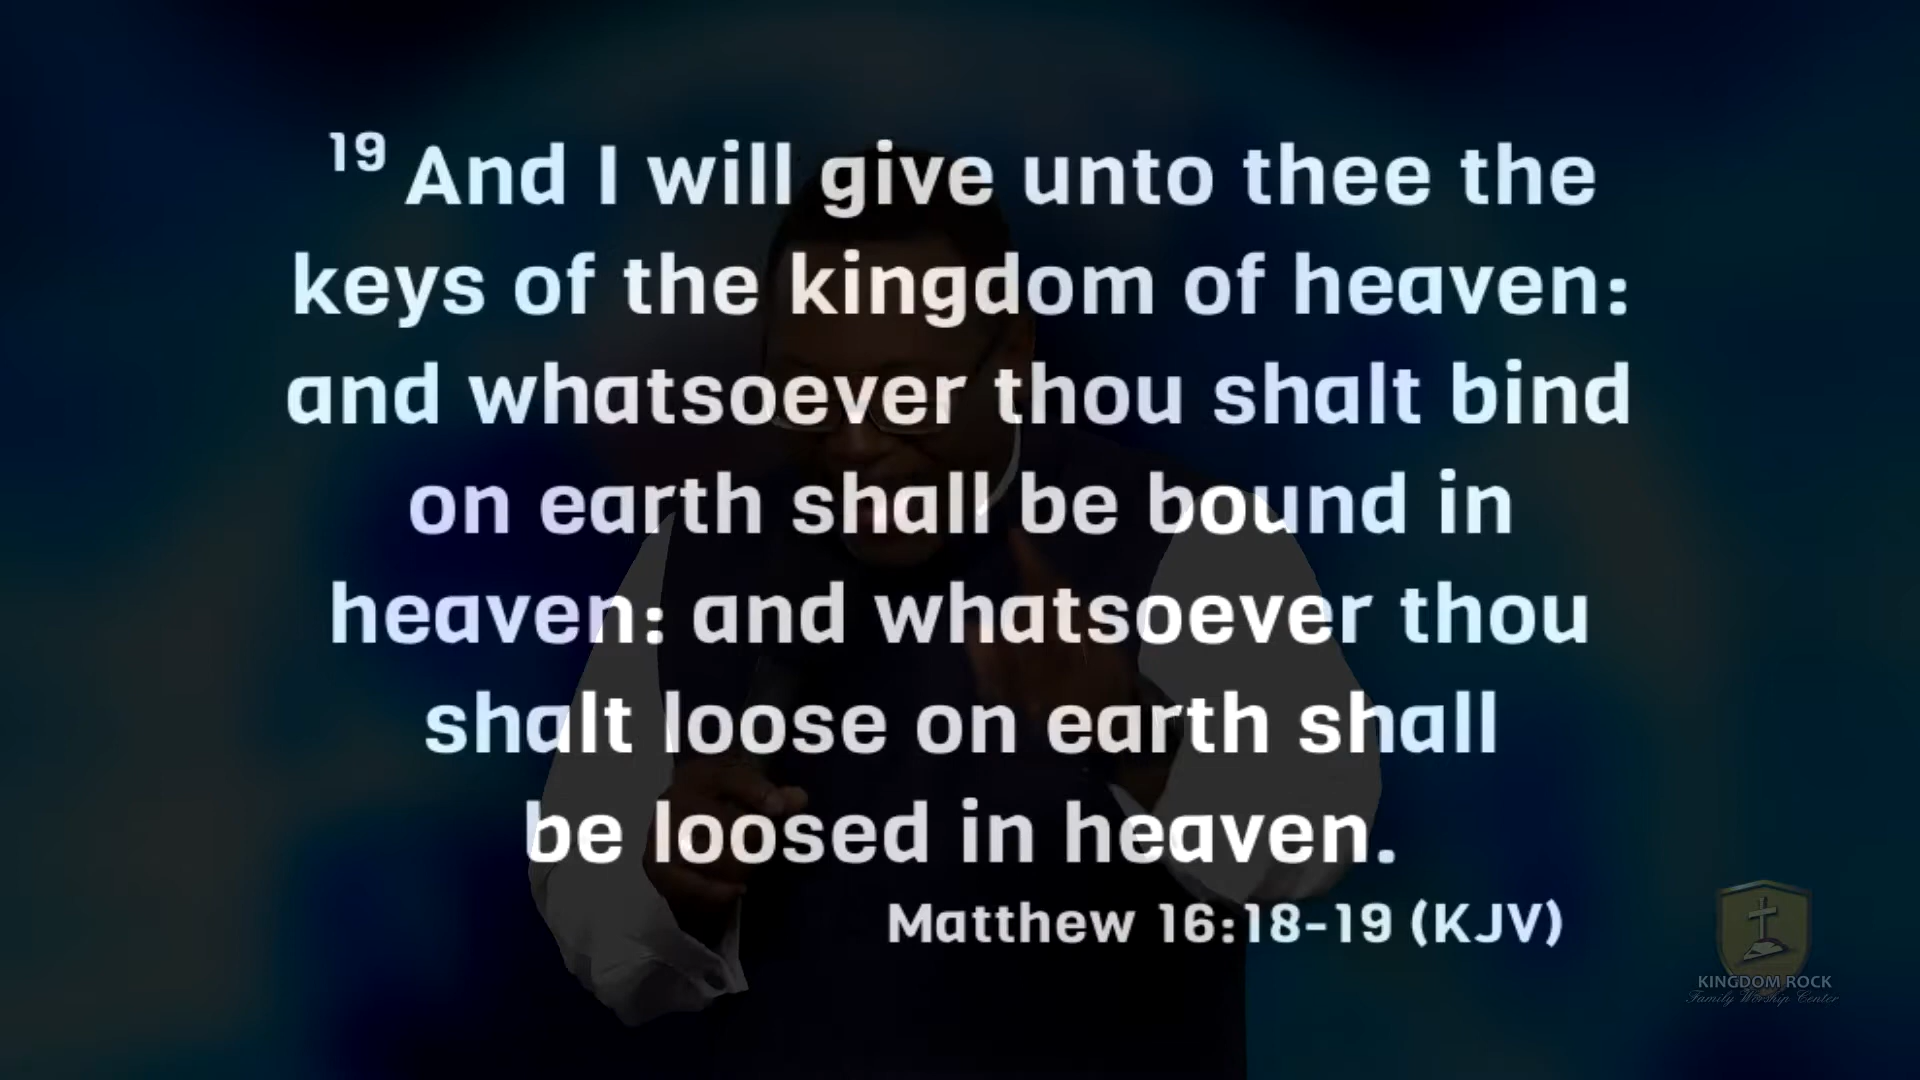 19 And I will give unto thee the
keys of the kingdom of heaven:
and whatsoever thou shalt bind
on earth shall be bound in
heaven: and whatsoever thou
shalt loose on earth shall
be loosed in heaven.
Matthew 16:18-19 (KJV)
KINGDOM ROCK
Family Worship Center